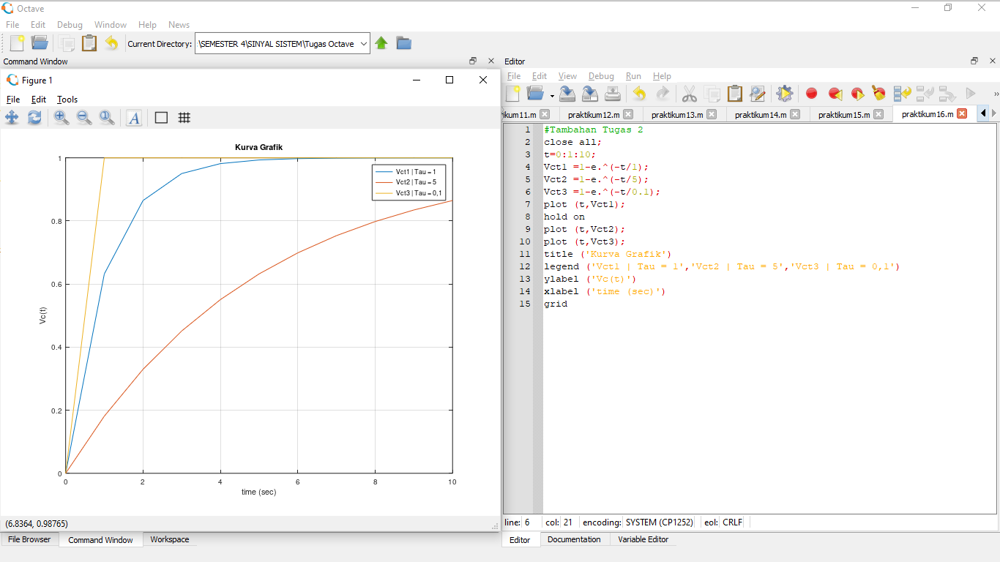 Octave
File Edit Debug Window Help News
Current Directory: :\SEMESTER 4\SINYAL SISTEM\Tugas Octave
Command Window
Figure 1
File Edit Tools
A
Kurva Grafik
1
0.8
0.6
0.4
0.2
0
Vc(t)
Vct1 | Tau = 1
Vct2 | Tau = 5
Vct3 | Tau = 0,1
0 2 4 6 8 10
time (sec)
(6.8364, 0.98765)
File Browser Command Window Workspace
Editor
File Edit View Debug Run Help
ikum11.m praktikum12.m praktikum13.m praktikum14.m praktikum15.m praktikum16.m
1 #Tambahan Tugas 2
2 close all;
3 t=0:1:10;
4 Vct1 =1-e.^(-t/1);
5 Vct2 =1-e.^(-t/5);
6 Vct3 =1-e.^(-t/0.1);
7 plot (t,Vct1);
8 hold on
9 plot (t,Vct2);
10 plot (t,Vct3);
11 title ('Kurva Grafik')
12 legend ('Vct1 | Tau = 1','Vct2 | Tau = 5','Vct3 | Tau = 0,1')
13 ylabel ('Vc(t)')
14 xlabel ('time (sec)')
15 grid
line: 6 col: 21 encoding: SYSTEM (CP1252) eol: CRLF
Editor Documentation Variable Editor